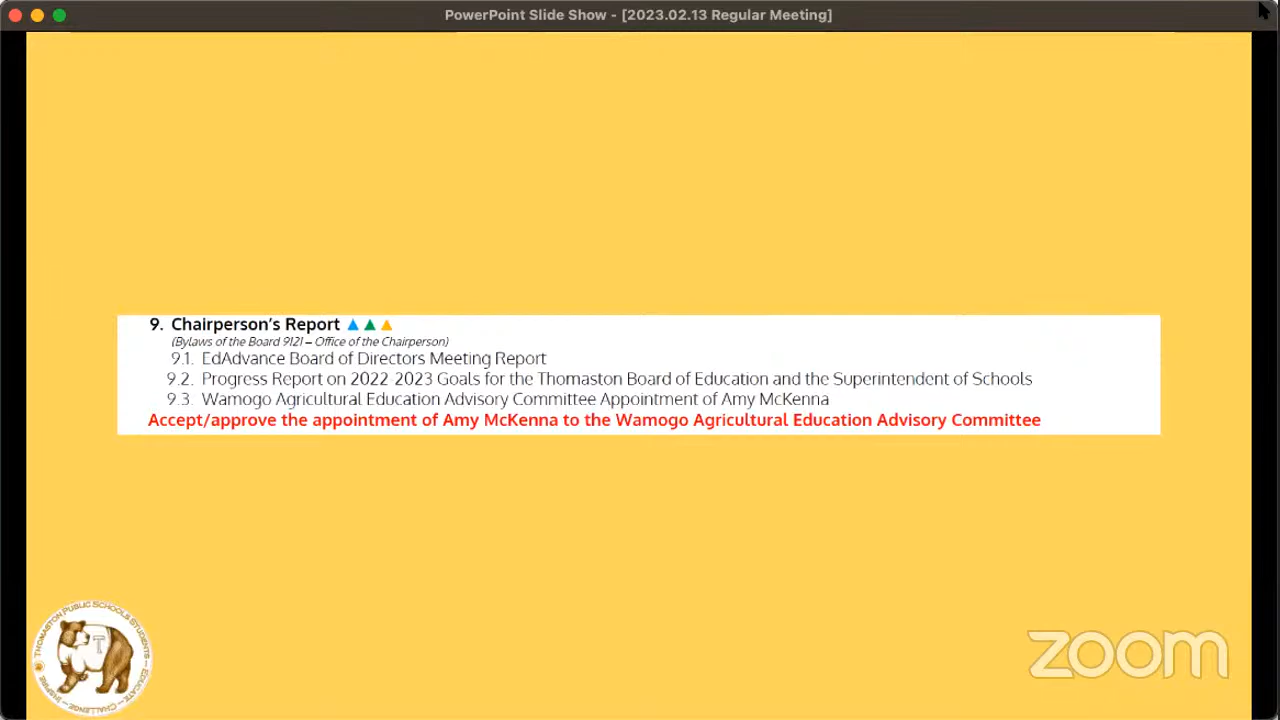 PowerPoint Slide Show - [2023.02.13 Regular Meeting]
9. Chairperson's Report
(Bylaws of the Board 9121 – Office of the Chairperson)
9.1. EdAdvance Board of Directors Meeting Report
9.2. Progress Report on 2022-2023 Goals for the Thomaston Board of Education and the Superintendent of Schools
9.3. Wamogo Agricultural Education Advisory Committee Appointment of Amy McKenna
Accept/approve the appointment of Amy McKenna to the Wamogo Agricultural Education Advisory Committee
THOMASTON PUBLIC SCHOOLS STUDENTS — EDUCATE — CHALLENGE — INSPIRE
T
zoom